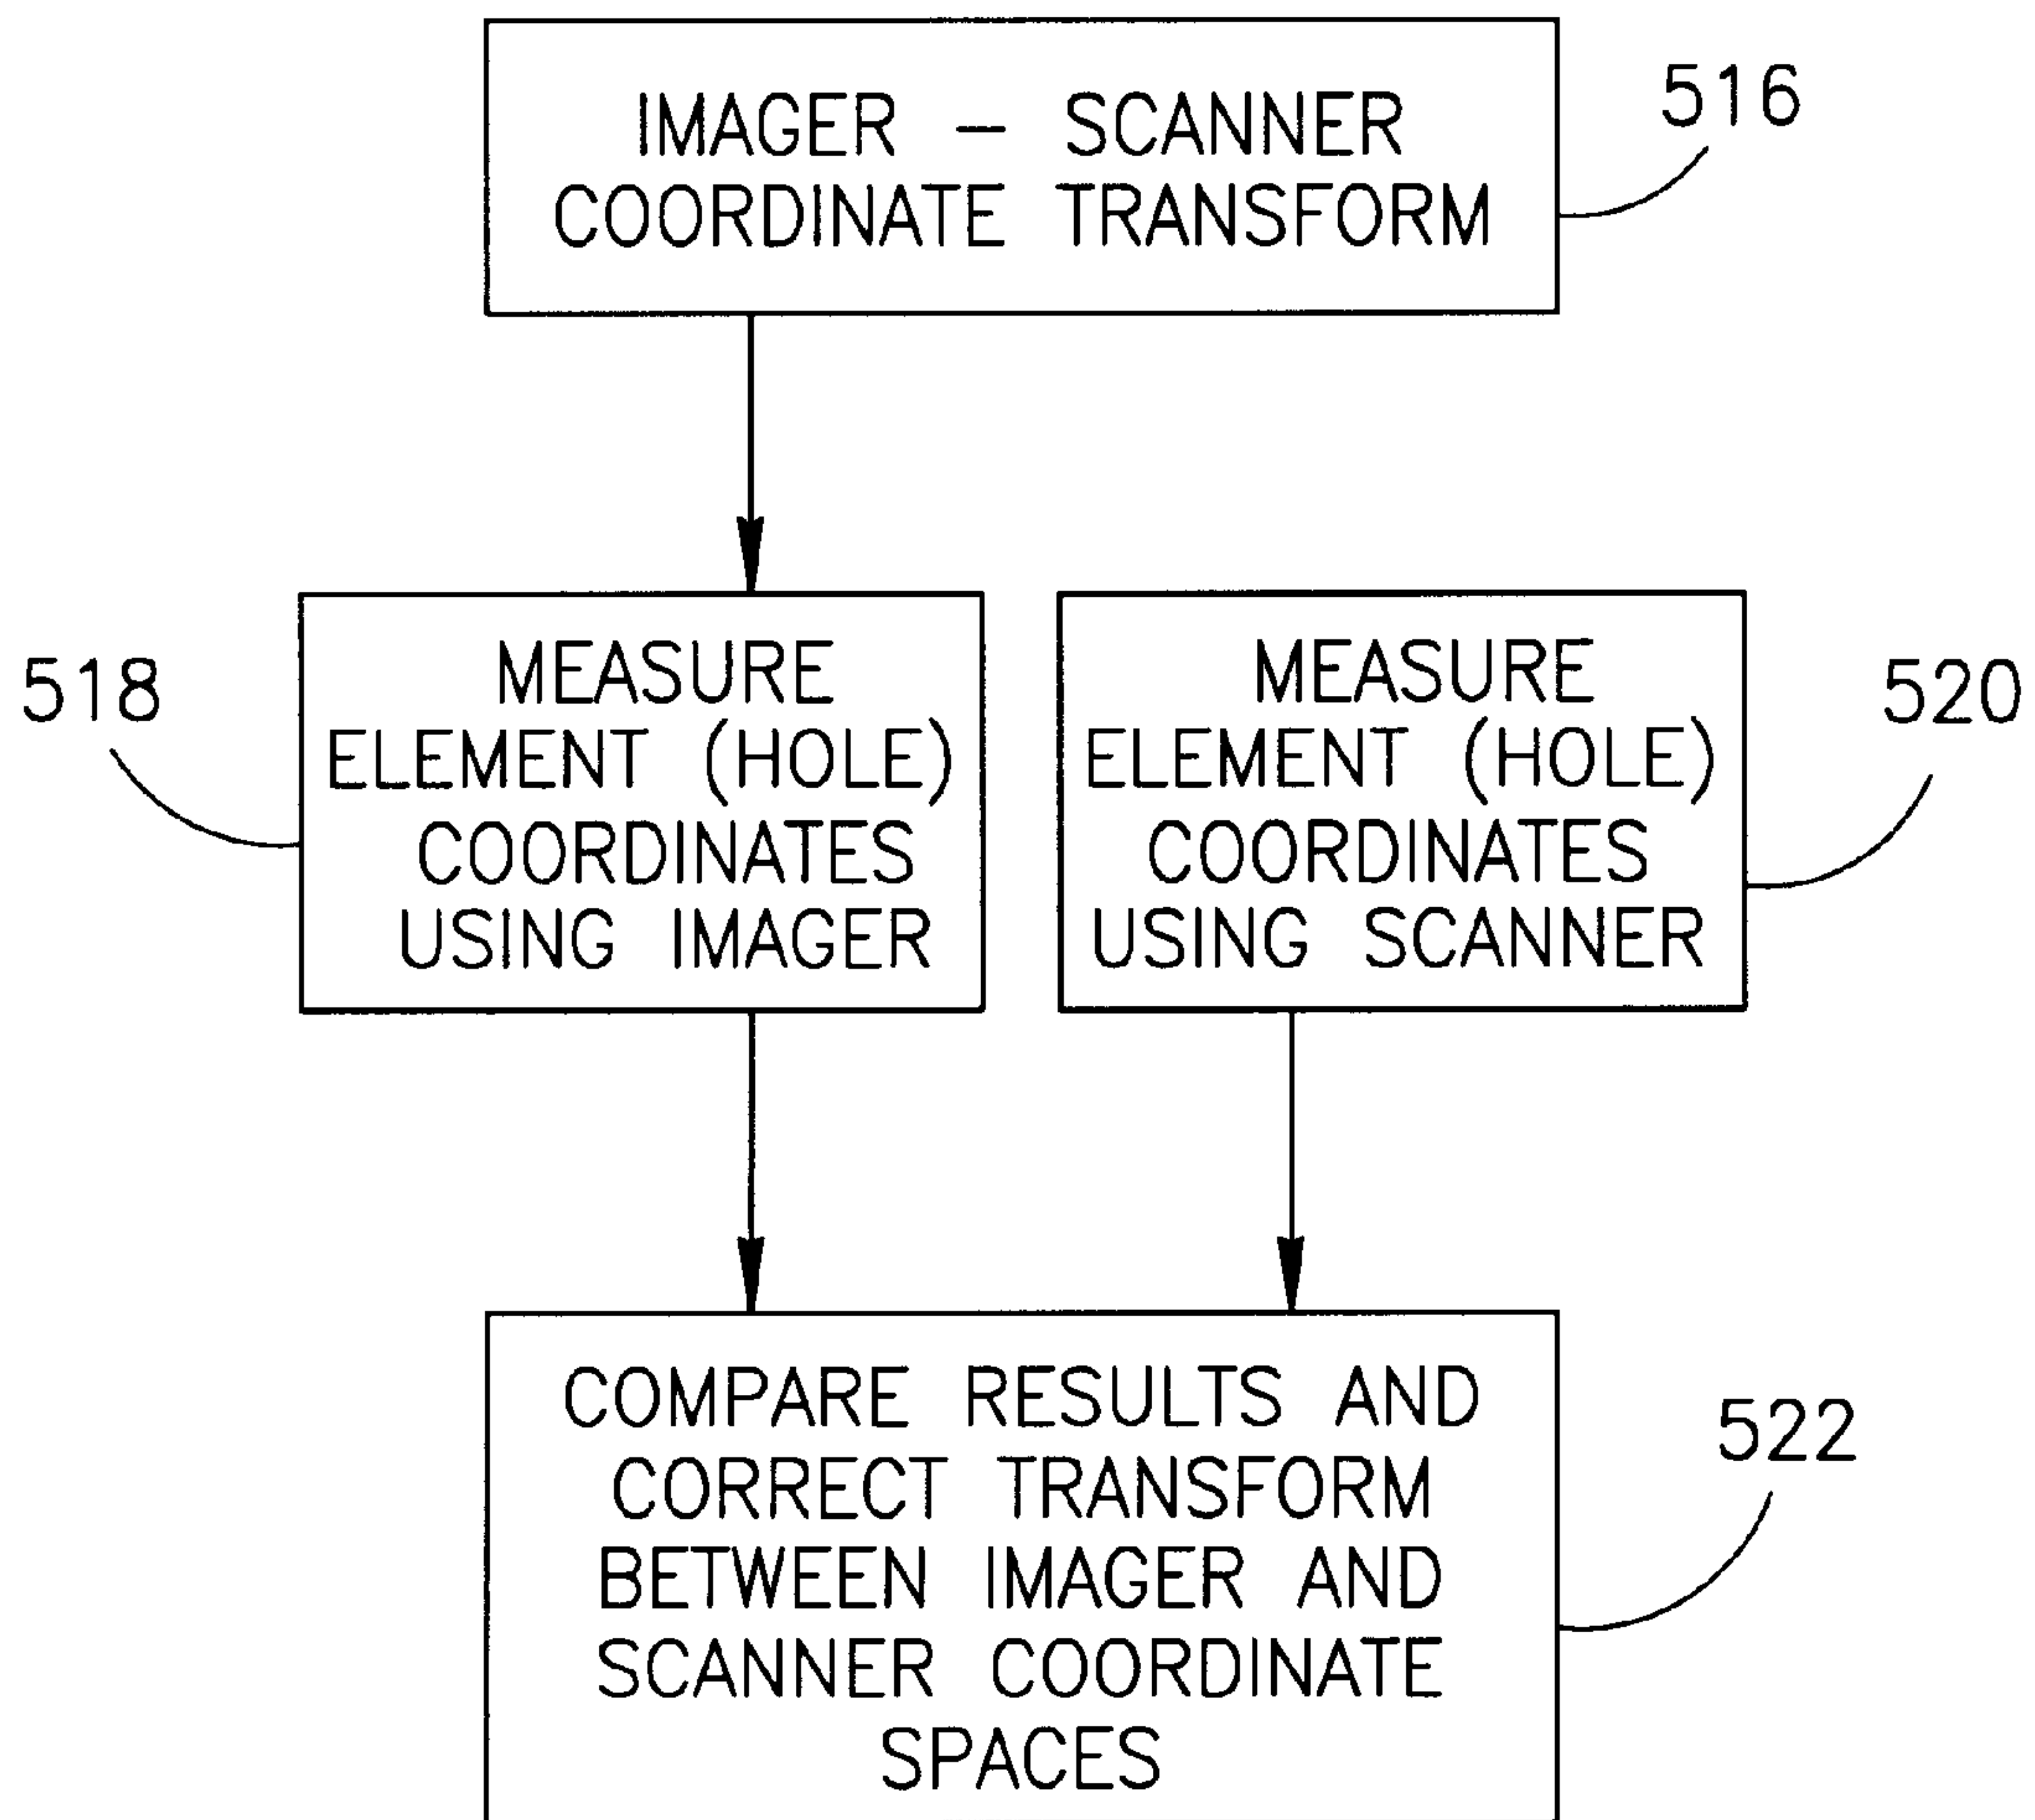 IMAGER – SCANNER
COORDINATE TRANSFORM
516
MEASURE
ELEMENT (HOLE)
COORDINATES
USING IMAGER
518
MEASURE
ELEMENT (HOLE)
COORDINATES
USING SCANNER
520
COMPARE RESULTS AND
CORRECT TRANSFORM
BETWEEN IMAGER AND
SCANNER COORDINATE
SPACES
522